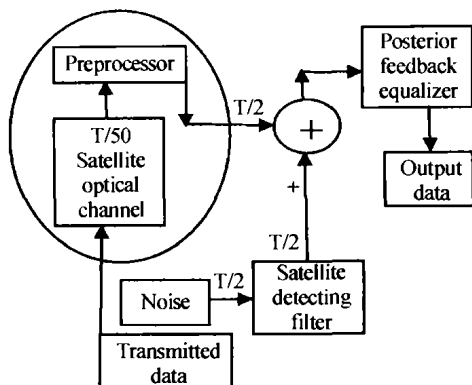 Preprocessor
T/50
Satellite
optical
channel
T/2
+
Posterior
feedback
equalizer
Output
data
+
T/2
Noise
T/2
Satellite
detecting
filter
Transmitted
data